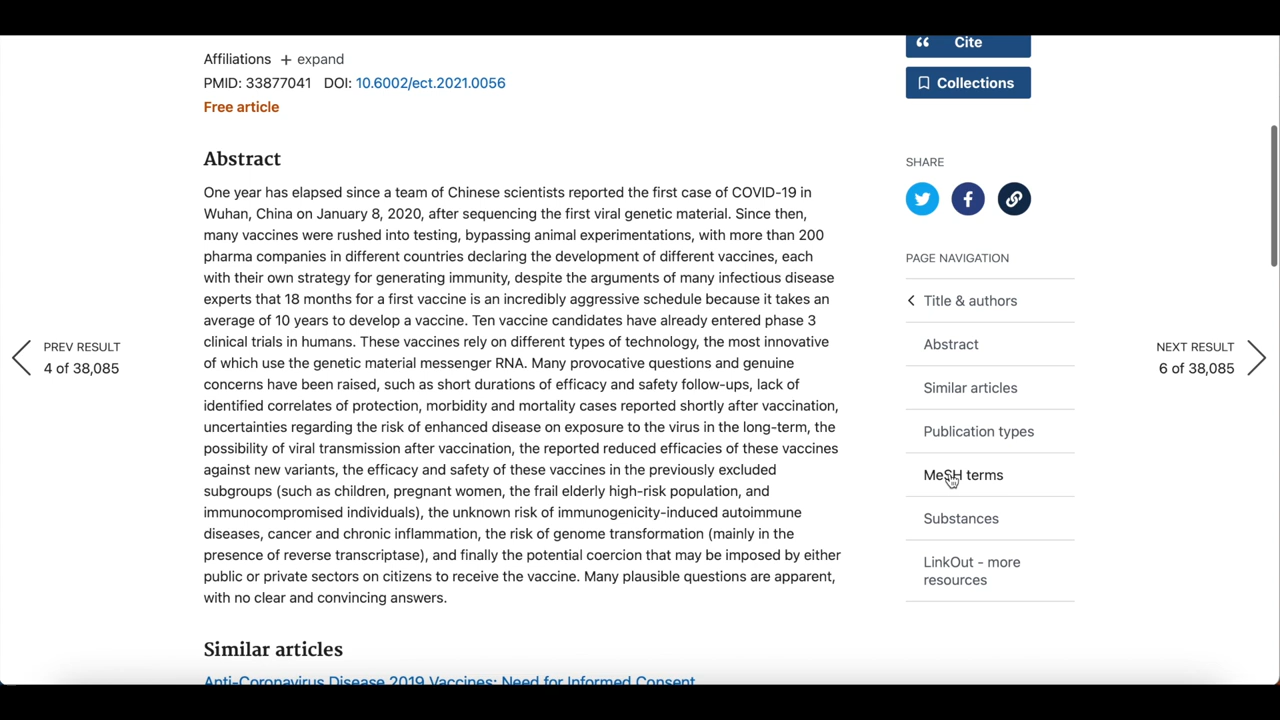 Affiliations + expand
PMID: 33877041 DOI: 10.6002/ect.2021.0056
Free article
Abstract
One year has elapsed since a team of Chinese scientists reported the first case of COVID-19 in
Wuhan, China on January 8, 2020, after sequencing the first viral genetic material. Since then,
many vaccines were rushed into testing, bypassing animal experimentations, with more than 200
pharma companies in different countries declaring the development of different vaccines, each
with their own strategy for generating immunity, despite the arguments of many infectious disease
experts that 18 months for a first vaccine is an incredibly aggressive schedule because it takes an
average of 10 years to develop a vaccine. Ten vaccine candidates have already entered phase 3
clinical trials in humans. These vaccines rely on different types of technology, the most innovative
of which use the genetic material messenger RNA. Many provocative questions and genuine
concerns have been raised, such as short durations of efficacy and safety follow-ups, lack of
identified correlates of protection, morbidity and mortality cases reported shortly after vaccination,
uncertainties regarding the risk of enhanced disease on exposure to the virus in the long-term, the
possibility of viral transmission after vaccination, the reported reduced efficacies of these vaccines
against new variants, the efficacy and safety of these vaccines in the previously excluded
subgroups (such as children, pregnant women, the frail elderly high-risk population, and
immunocompromised individuals), the unknown risk of immunogenicity-induced autoimmune
diseases, cancer and chronic inflammation, the risk of genome transformation (mainly in the
presence of reverse transcriptase), and finally the potential coercion that may be imposed by either
public or private sectors on citizens to receive the vaccine. Many plausible questions are apparent,
with no clear and convincing answers.
Similar articles
Anti-Coronavirus Disease 2019 Vaccines: Need for Informed Consent
Cite
Collections
SHARE
PAGE NAVIGATION
Title & authors
Abstract
Similar articles
Publication types
MeSH terms
Substances
LinkOut - more
resources
PREV RESULT
4 of 38,085
NEXT RESULT
6 of 38,085